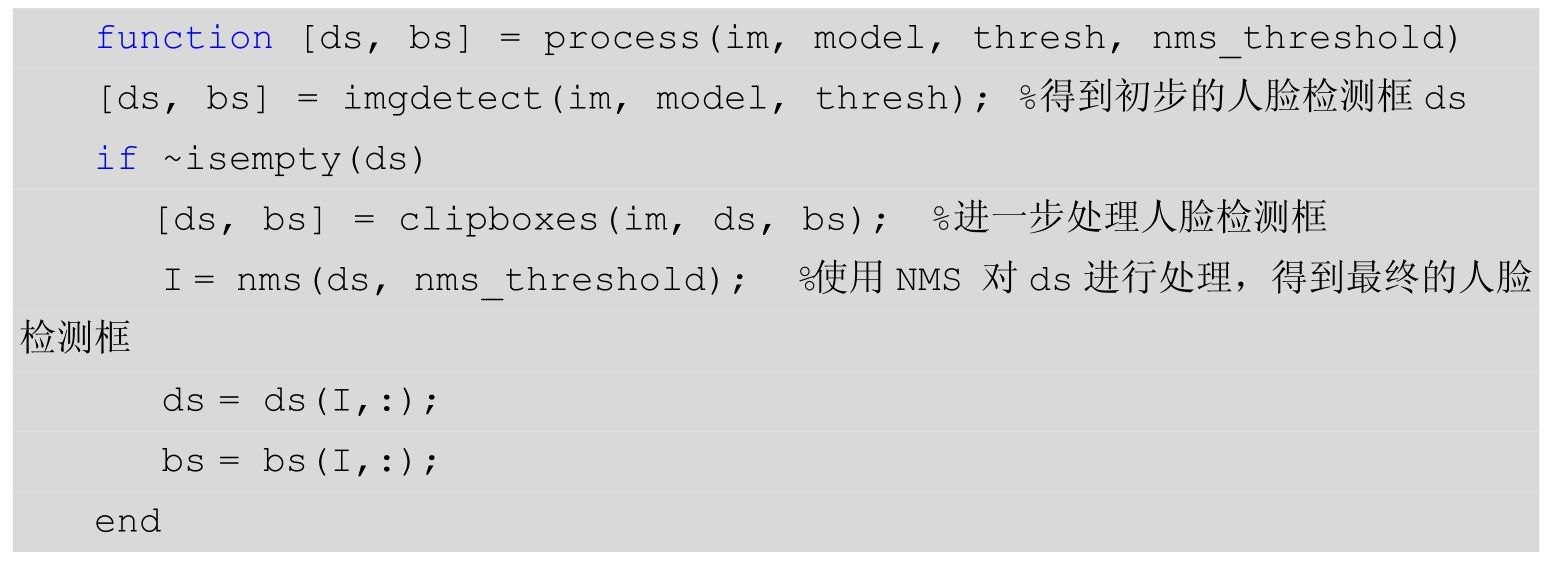 function [ds, bs] = process(im, model, thresh, nms_threshold)
[ds, bs] = imgdetect(im, model, thresh); %得到初步的人脸检测框 ds
if ~isempty(ds)
[ds, bs] = clipboxes(im, ds, bs); %进一步处理人脸检测框
I = nms(ds, nms_threshold); %使用 NMS 对 ds 进行处理，得到最终的人脸
检测框
ds = ds(I,:);
bs = bs(I,:);
end